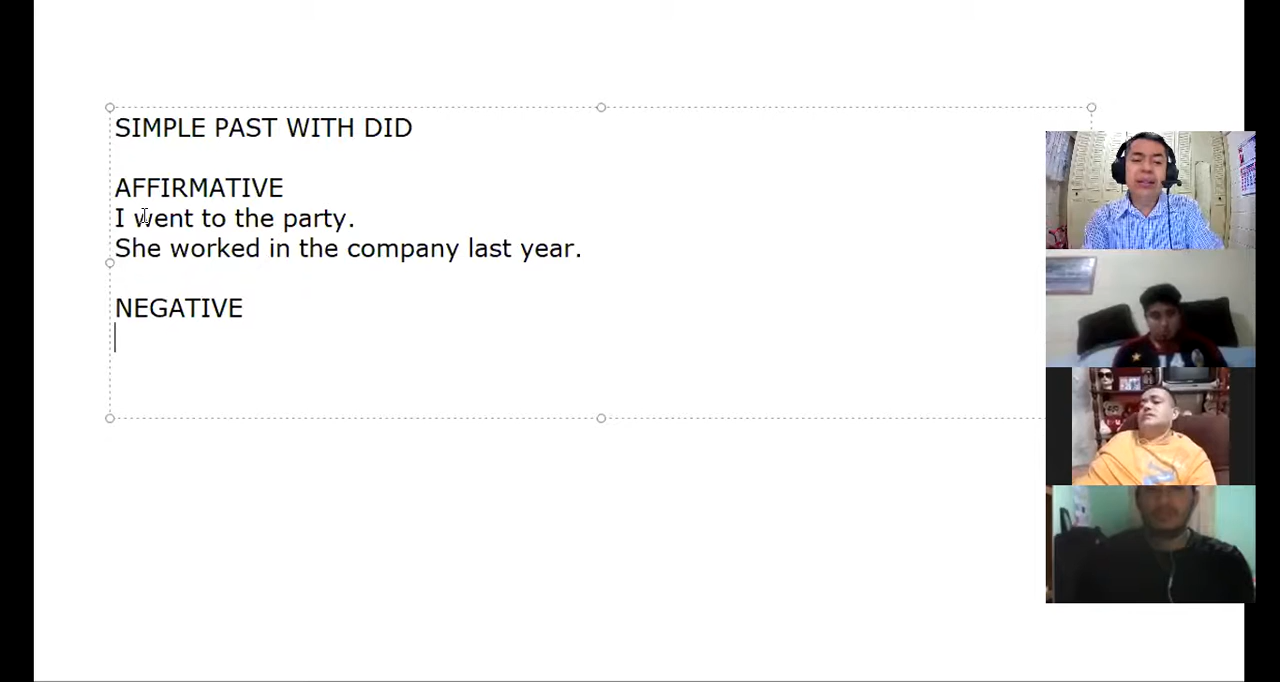 SIMPLE PAST WITH DID
AFFIRMATIVE
I went to the party.
She worked in the company last year.
NEGATIVE